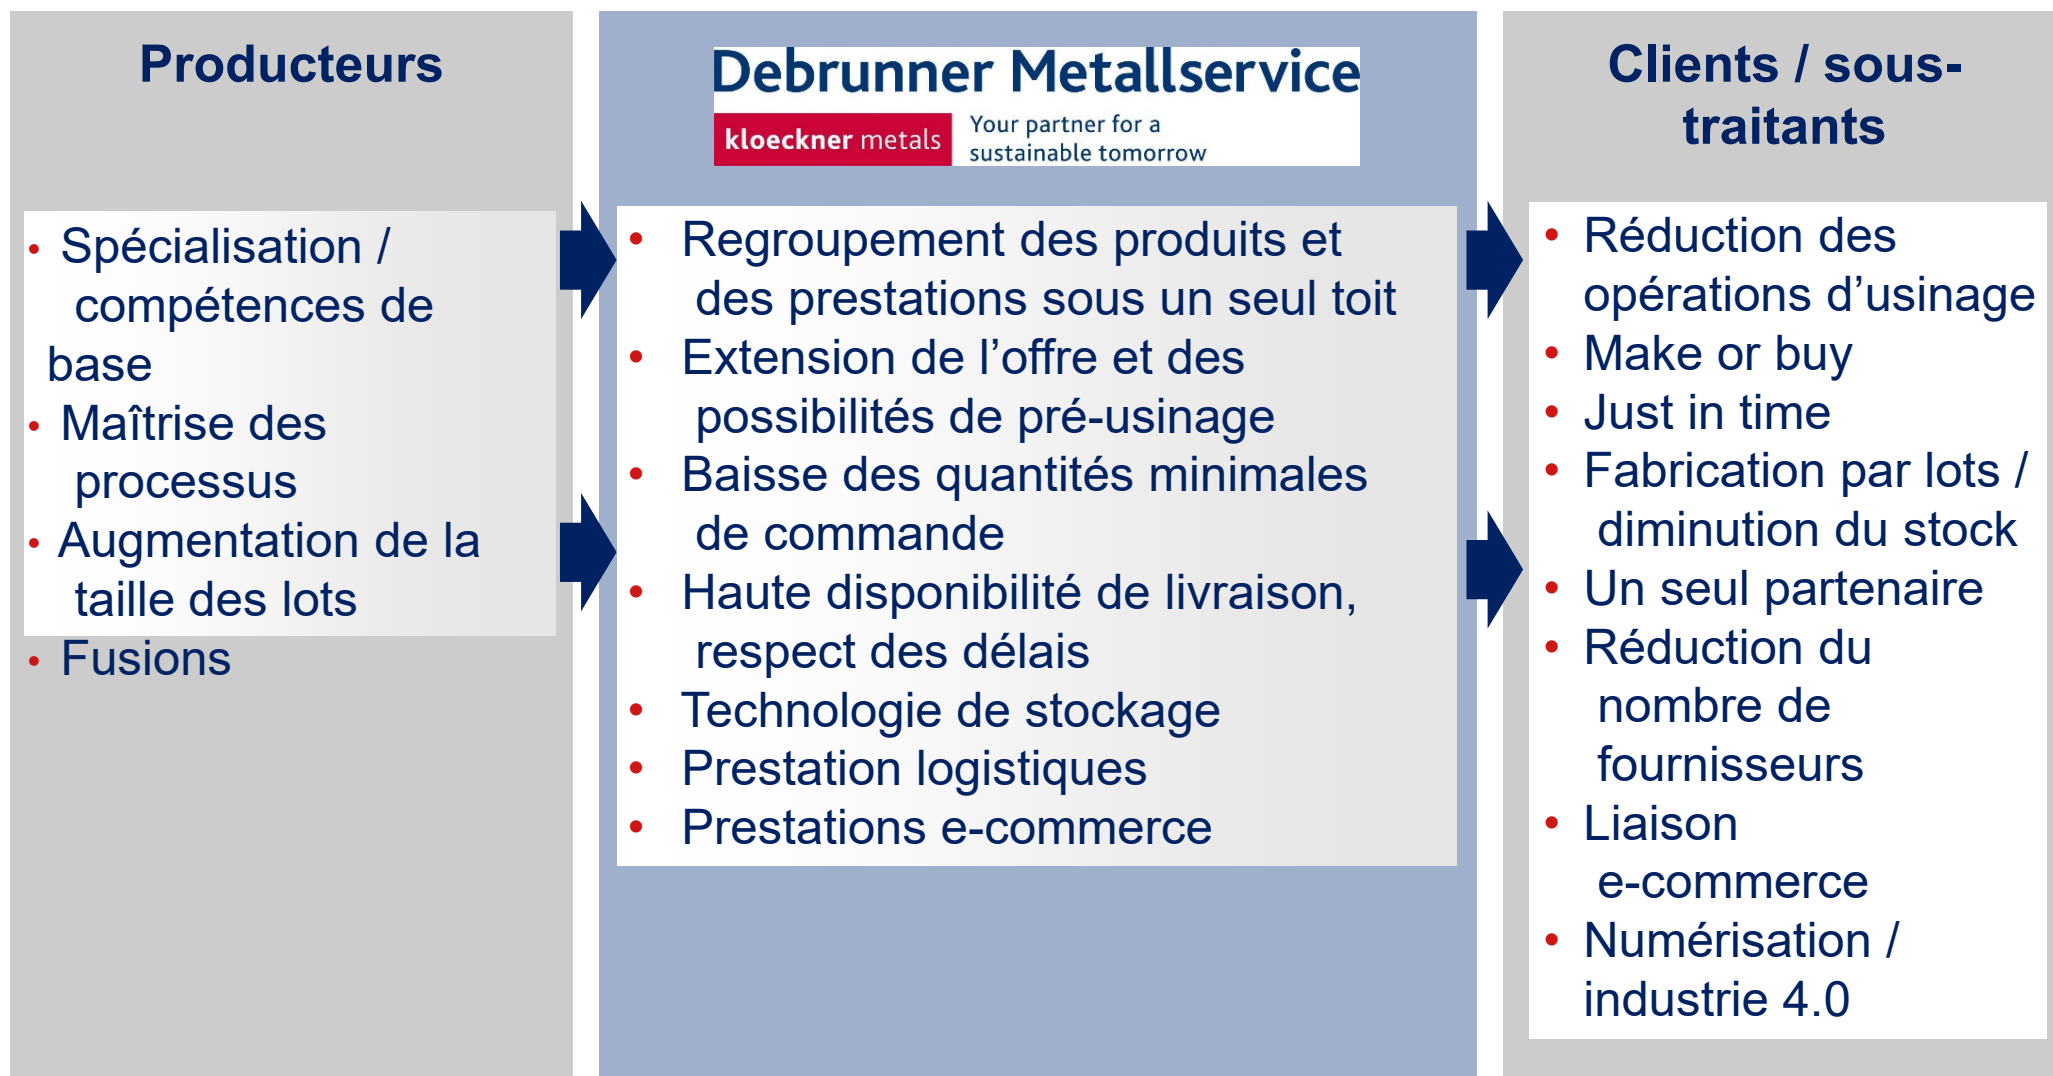 Producteurs
• Spécialisation /
compétences de
base
• Maîtrise des
processus
• Augmentation de la
taille des lots
• Fusions
Debrunner Metallservice
kloeckner metals
Your partner for a
sustainable tomorrow
• Regroupement des produits et
des prestations sous un seul toit
• Extension de l’offre et des
possibilités de pré-usinage
• Baisse des quantités minimales
de commande
• Haute disponibilité de livraison,
respect des délais
• Technologie de stockage
• Prestation logistiques
• Prestations e-commerce
Clients / sous-
traitants
• Réduction des
opérations d’usinage
• Make or buy
• Just in time
• Fabrication par lots /
diminution du stock
• Un seul partenaire
• Réduction du
nombre de
fournisseurs
• Liaison
e-commerce
• Numérisation /
industrie 4.0